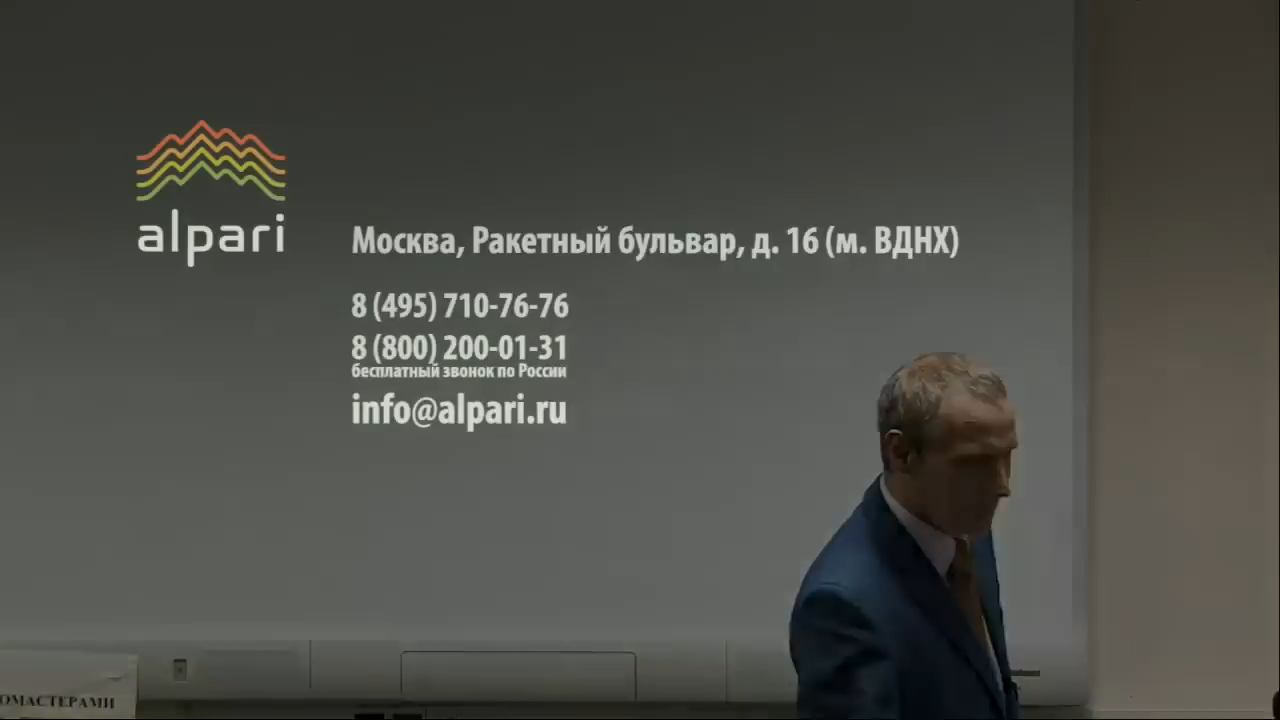 alpari
Москва, Ракетный бульвар, д. 16 (м. ВДНХ)
8 (495) 710-76-76
8 (800) 200-01-31
бесплатный звонок по России
info@alpari.ru
ОМАСТЕРАМИ